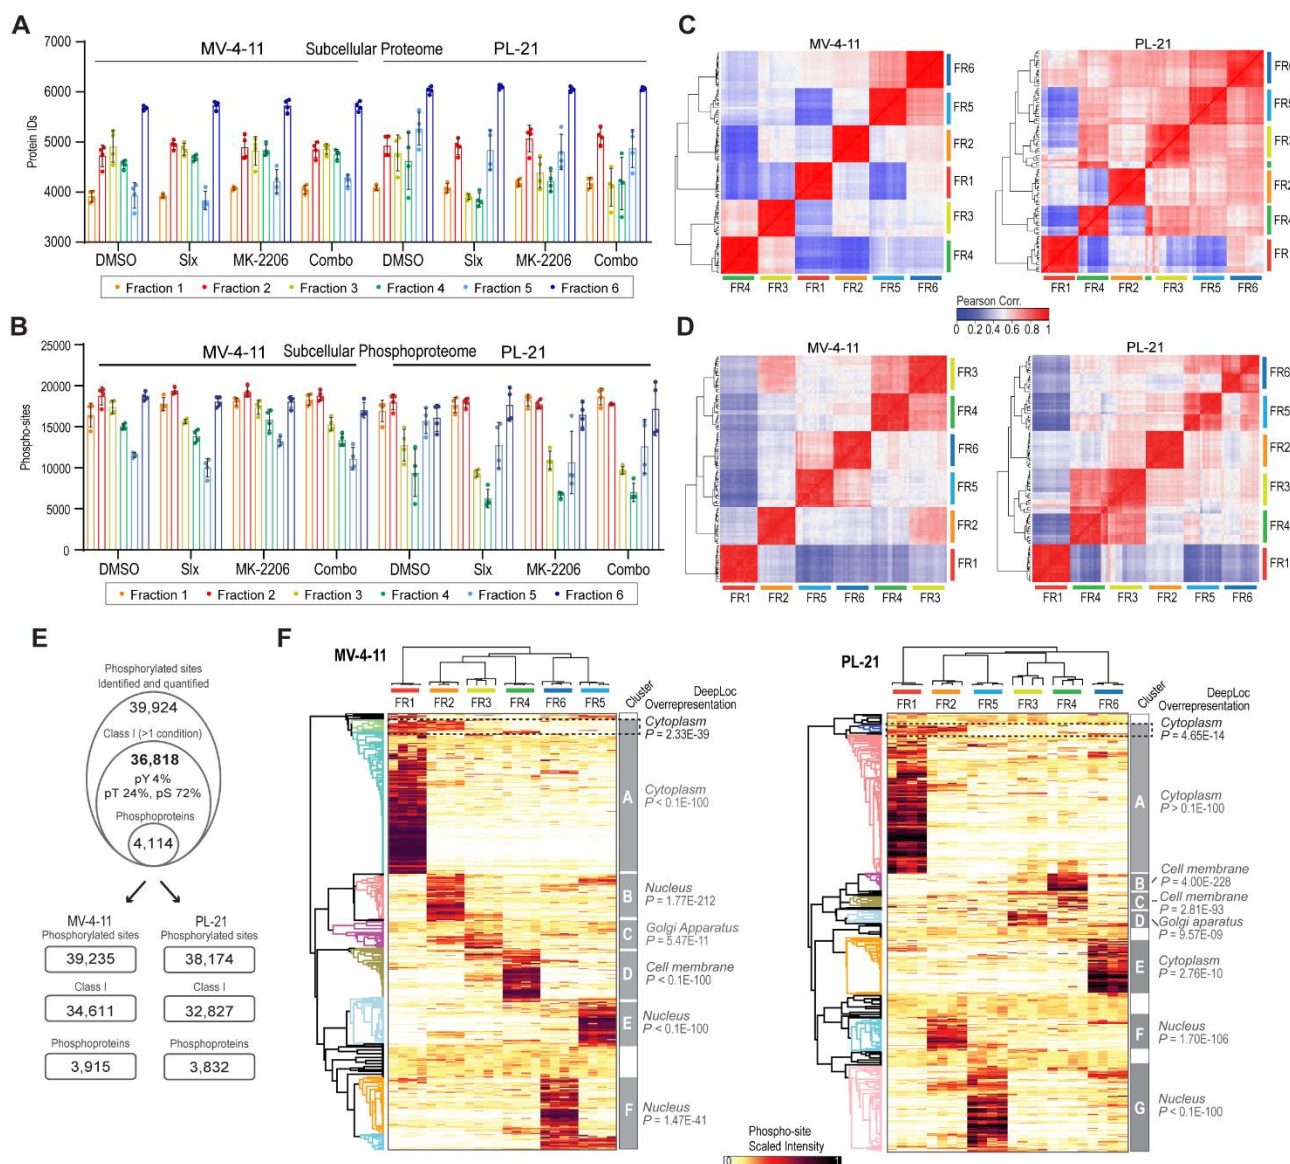 A
MV-4-11 Subcellular Proteome PL-21
Protein IDs
7000
6000
5000
4000
3000
DMSO SIx MK-2206 Combo DMSO SIx MK-2206 Combo
Fraction 1 Fraction 2 Fraction 3 Fraction 4 Fraction 5 Fraction 6
B
MV-4-11 Subcellular Phosphoproteome PL-21
Phospho-sites
25000
20000
15000
10000
5000
0
DMSO SIx MK-2206 Combo DMSO SIx MK-2206 Combo
Fraction 1 Fraction 2 Fraction 3 Fraction 4 Fraction 5 Fraction 6
C
MV-4-11
FR6
FR5
FR2
FR1
FR3
FR4
FR4 FR3 FR1 FR2 FR5 FR6
PL-21
FR6
FR5
FR3
FR2
FR4
FR1
FR1 FR4 FR2 FR3 FR5 FR6
Pearson Corr.
0 0.2 0.4 0.6 0.8 1
D
MV-4-11
FR3
FR4
FR6
FR5
FR2
FR1
FR1 FR2 FR5 FR6 FR4 FR3
PL-21
FR6
FR5
FR2
FR3
FR4
FR1
FR1 FR4 FR3 FR2 FR5 FR6
E
Phosphorylated sites
Identified and quantified
39,924
Class I (>1 condition)
36,818
pY 4%
pT 24%, pS 72%
Phosphoproteins
4,114
MV-4-11
Phosphorylated sites
39,235
Class I
34,611
Phosphoproteins
3,915
PL-21
Phosphorylated sites
38,174
Class I
32,827
Phosphoproteins
3,832
F
MV-4-11
FR1 FR2 FR3 FR4 FR6 FR5
Cluster
DeepLoc
Overrepresentation
Cytoplasm
P = 2.33E-39
A
Cytoplasm
P < 0.1E-100
B
Nucleus
P = 1.77E-212
C
Golgi Apparatus
P = 5.47E-11
D
Cell membrane
P < 0.1E-100
E
Nucleus
P < 0.1E-100
F
Nucleus
P = 1.47E-41
PL-21
FR1 FR2 FR5 FR3 FR4 FR6
Cluster
DeepLoc
Overrepresentation
Cytoplasm
P = 4.65E-14
A
Cytoplasm
P > 0.1E-100
B
Cell membrane
P = 4.00E-228
C
Cell membrane
P = 2.81E-93
D
Golgi aparatus
P = 9.57E-09
E
Cytoplasm
P = 2.76E-10
F
Nucleus
P = 1.70E-106
G
Nucleus
P < 0.1E-100
Phospho-site
Scaled Intensity
0 1